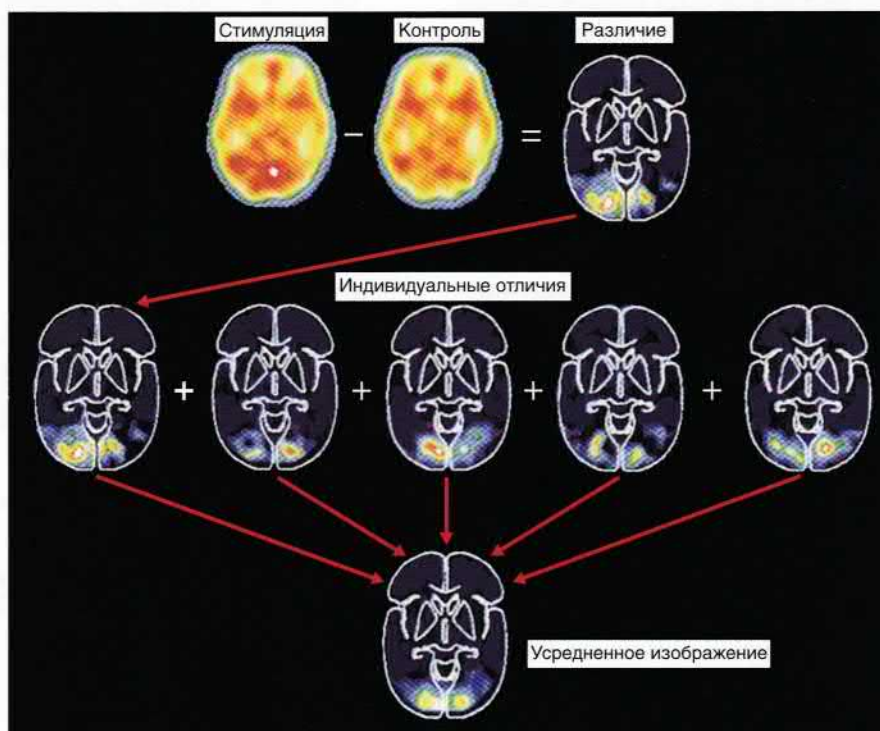 Стимуляция
Контроль
Различие
Индивидуальные отличия
Усредненное изображение